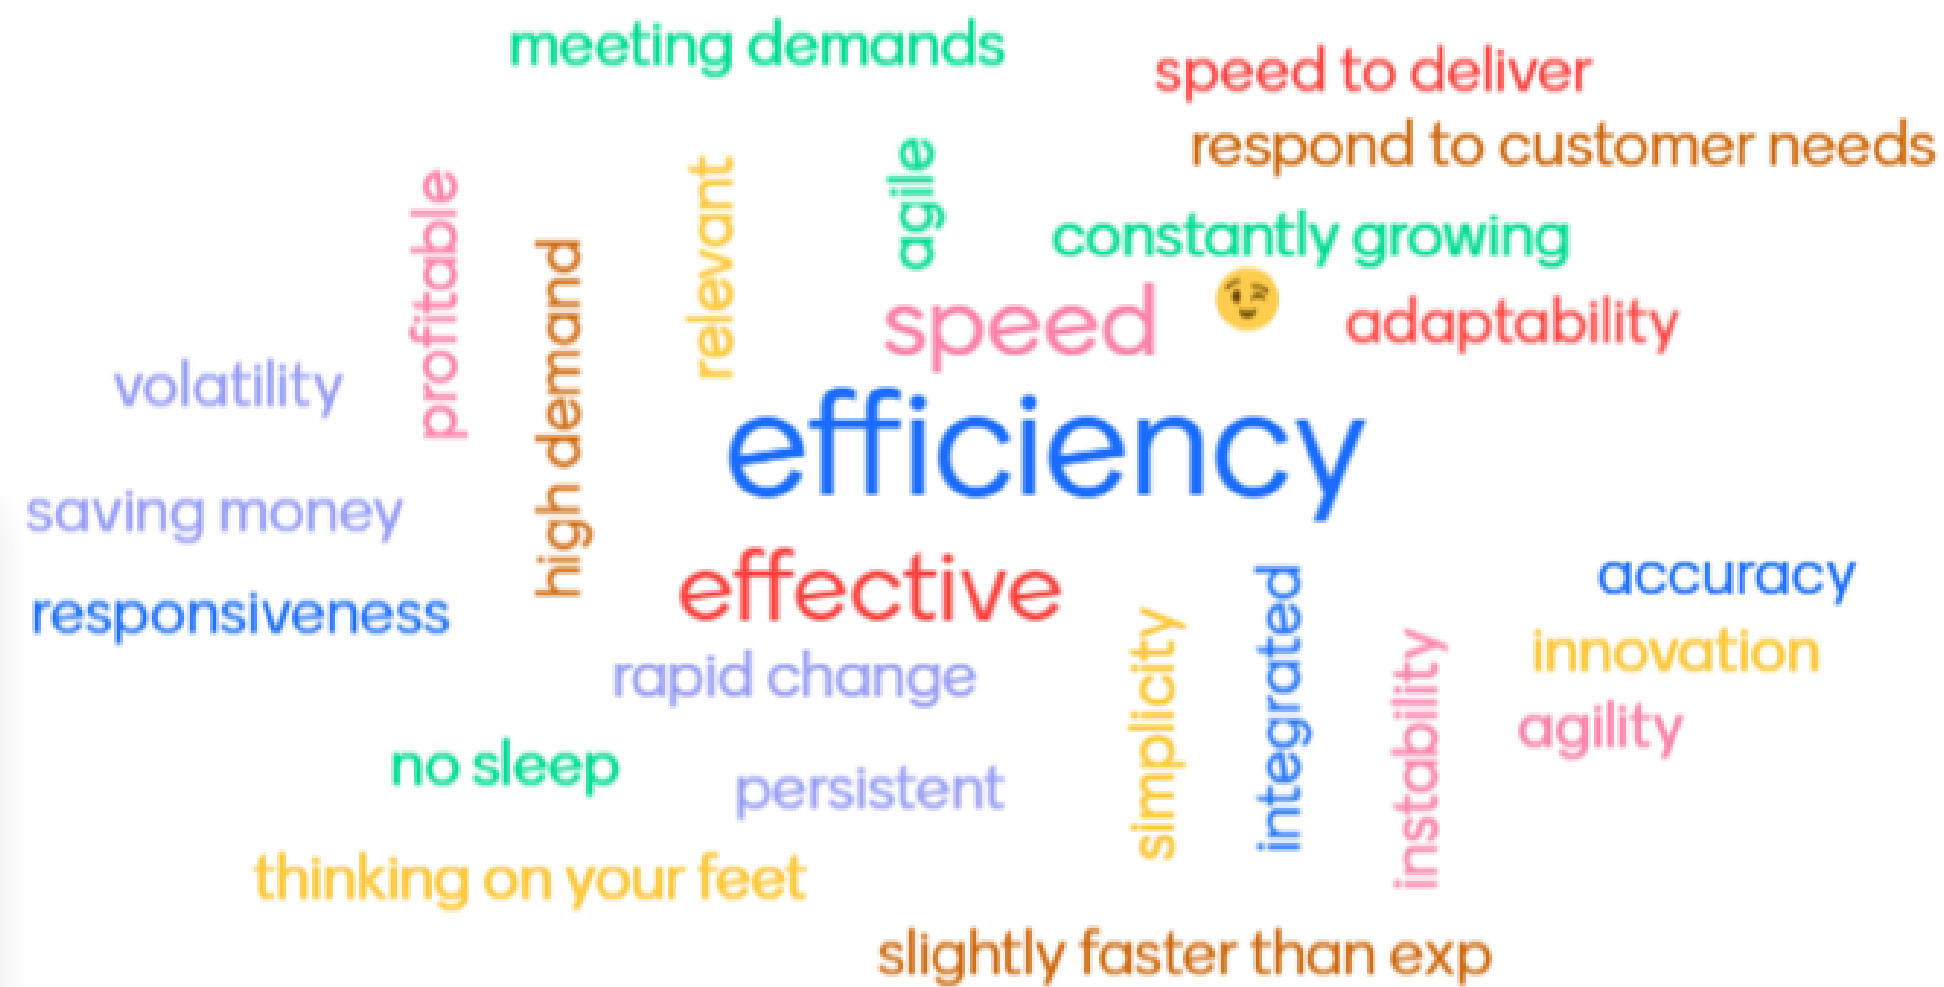 meeting demands
speed to deliver
respond to customer needs
agile
relevant
profitable
constantly growing
high demand
speed
😉
adaptability
volatility
efficiency
saving money
effective
accuracy
responsiveness
integrated
simplicity
innovation
instability
rapid change
agility
no sleep
persistent
thinking on your feet
slightly faster than exp